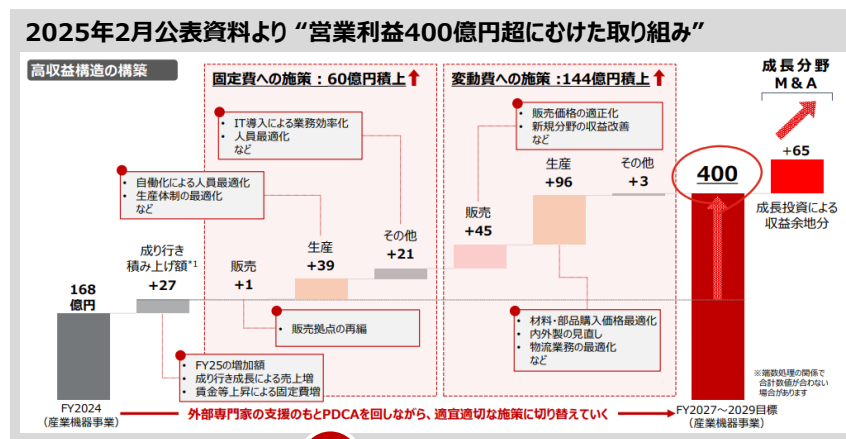 2025年2月公表資料より “営業利益400億円超にむけた取り組み”
高収益構造の構築
固定費への施策：60億円積上
変動費への施策：144億円積上
成長分野
M&A
• IT導入による業務効率化
• 人員最適化
など
• 販売価格の適正化
• 新規分野の収益改善
など
• 自働化による人員最適化
• 生産体制の最適化
など
168
億円
成り行き
積み上げ額*1
+27
販売
+1
生産
+39
その他
+21
販売
+45
生産
+96
その他
+3
400
+65
成長投資による
収益余地分
• 販売拠点の再編
• 材料・部品購入価格最適化
• 内外製の見直し
• 物流業務の最適化
など
• FY25の増加額
• 成り行き成長による売上増
• 賃金等上昇による固定費増
※端数処理の関係で
合計数値が合わない
場合があります
FY2024
(産業機器事業)
外部専門家の支援のもとPDCAを回しながら、適宜適切な施策に切り替えていく
FY2027～2029目標
(産業機器事業)